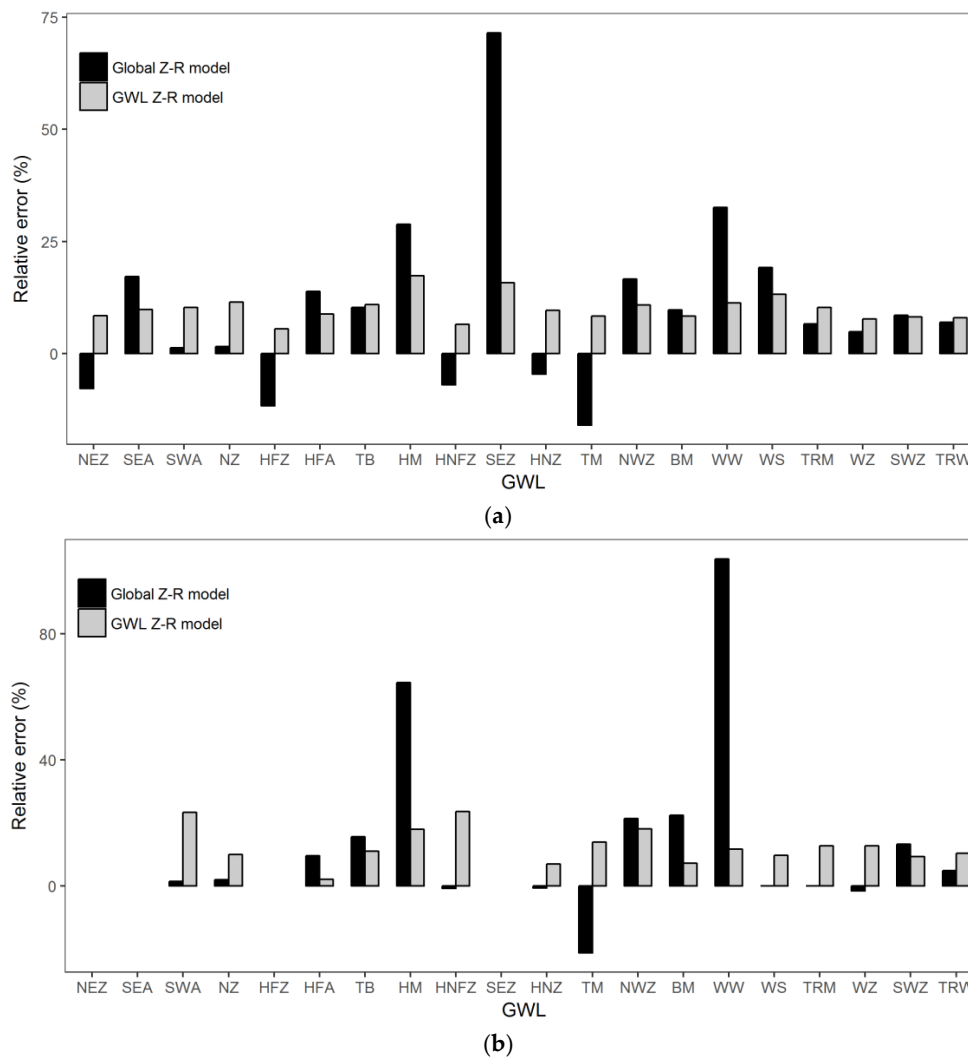 75
50
25
0
Relative error (%)
Global Z-R model
GWL Z-R model
NEZ SEA SWA NZ HFZ HFA TB HM HNFZ SEZ HNZ TM NWZ BM WW WS TRM WZ SWZ TRW
GWL
(a)
80
40
0
Relative error (%)
Global Z-R model
GWL Z-R model
NEZ SEA SWA NZ HFZ HFA TB HM HNFZ SEZ HNZ TM NWZ BM WW WS TRM WZ SWZ TRW
GWL
(b)